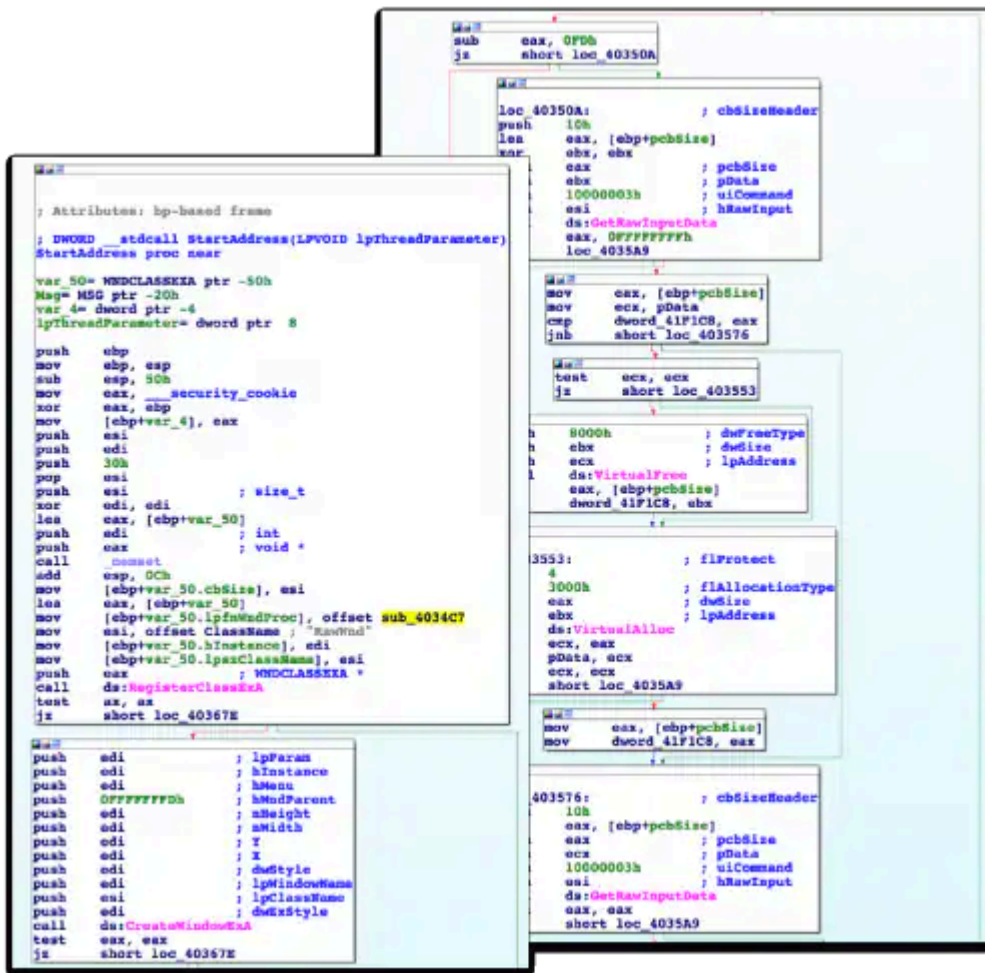 sub eax, 0FDh
jz short loc_40350A
loc_40350A: ; cbSizeHeader
push 10h
lea eax, [ebp+pcbSize]
xor ebx, ebx
eax ; pcbSize
ebx ; pData
10000003h ; uiCommand
esi ; hRawInput
ds:GetRawInputData
eax, 0FFFFFFFFh
loc_4035A9
mov eax, [ebp+pcbSize]
mov ecx, pData
cmp dword_41F1C8, eax
jnb short loc_403576
test ecx, ecx
jz short loc_403553
8000h ; dwFreeType
ebx ; dwSize
ecx ; lpAddress
ds:VirtualFree
eax, [ebp+pcbSize]
dword_41F1C8, ebx
3553: ; flProtect
4
3000h ; flAllocationType
eax ; dwSize
ebx ; lpAddress
ds:VirtualAlloc
ecx, eax
pData, ecx
ecx, ecx
short loc_4035A9
mov eax, [ebp+pcbSize]
mov dword_41F1C8, eax
_403576: ; cbSizeHeader
10h
eax, [ebp+pcbSize]
eax ; pcbSize
ecx ; pData
10000003h ; uiCommand
esi ; hRawInput
ds:GetRawInputData
eax, eax
short loc_4035A9
; Attributes: bp-based frame
; DWORD __stdcall StartAddress(LPVOID lpThreadParameter)
StartAddress proc near
var_50= WNDCLASSEXA ptr -50h
Msg= MSG ptr -20h
var_4= dword ptr -4
lpThreadParameter= dword ptr 8
push ebp
mov ebp, esp
sub esp, 50h
mov eax, ___security_cookie
xor eax, ebp
mov [ebp+var_4], eax
push esi
push edi
push 30h
pop esi
push esi ; size_t
xor edi, edi
lea eax, [ebp+var_50]
push edi ; int
push eax ; void *
call _memset
add esp, 0Ch
mov [ebp+var_50.cbSize], esi
lea eax, [ebp+var_50]
mov [ebp+var_50.lpfnWndProc], offset sub_4034C7
mov esi, offset ClassName ; "RawWnd"
mov [ebp+var_50.hInstance], edi
mov [ebp+var_50.lpszClassName], esi
push eax ; WNDCLASSEXA *
call ds:RegisterClassExA
test ax, ax
jz short loc_40367E
push edi ; lpParam
push edi ; hInstance
push edi ; hMenu
push 0FFFFFFFDh ; hWndParent
push edi ; nHeight
push edi ; nWidth
push edi ; Y
push edi ; X
push edi ; dwStyle
push edi ; lpWindowName
push esi ; lpClassName
push edi ; dwExStyle
call ds:CreateWindowExA
test eax, eax
jz short loc_40367E